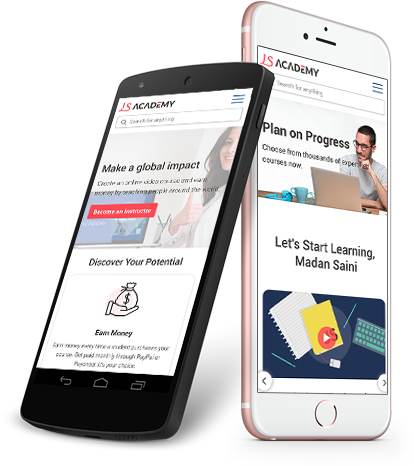 LS ACADEMY
Search for anything
Make a global impact
Create an online video course and earn
money by teaching people around the world
Become an instructor
Discover Your Potential
Earn Money
Earn money every time a student purchases your
course. Get paid monthly through PayPal or
Payoneer it's your choice.
LS ACADEMY
Search for anything
Plan on Progress
Choose from thousands of expert
courses now.
Let's Start Learning,
Madan Saini